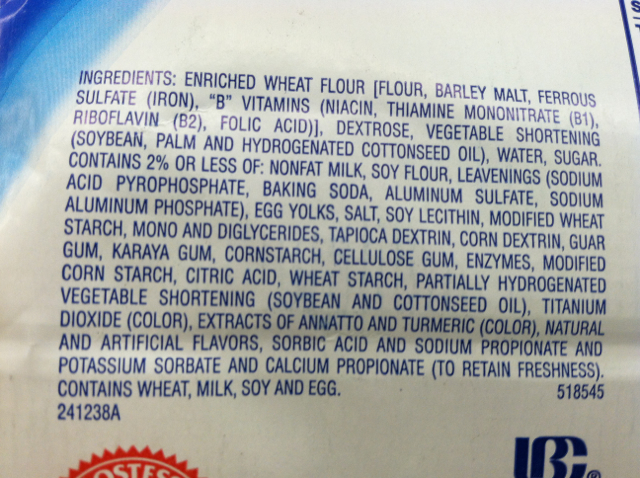 INGREDIENTS: ENRICHED WHEAT FLOUR [FLOUR, BARLEY MALT, FERROUS
SULFATE (IRON), "B" VITAMINS (NIACIN, THIAMINE MONONITRATE (B1),
RIBOFLAVIN (B2), FOLIC ACID)], DEXTROSE, VEGETABLE SHORTENING
(SOYBEAN, PALM AND HYDROGENATED COTTONSEED OIL), WATER, SUGAR.
CONTAINS 2% OR LESS OF: NONFAT MILK, SOY FLOUR, LEAVENINGS (SODIUM
ACID PYROPHOSPHATE, BAKING SODA, ALUMINUM SULFATE, SODIUM
ALUMINUM PHOSPHATE), EGG YOLKS, SALT, SOY LECITHIN, MODIFIED WHEAT
STARCH, MONO AND DIGLYCERIDES, TAPIOCA DEXTRIN, CORN DEXTRIN, GUAR
GUM, KARAYA GUM, CORNSTARCH, CELLULOSE GUM, ENZYMES, MODIFIED
CORN STARCH, CITRIC ACID, WHEAT STARCH, PARTIALLY HYDROGENATED
VEGETABLE SHORTENING (SOYBEAN AND COTTONSEED OIL), TITANIUM
DIOXIDE (COLOR), EXTRACTS OF ANNATTO AND TURMERIC (COLOR), NATURAL
AND ARTIFICIAL FLAVORS, SORBIC ACID AND SODIUM PROPIONATE AND
POTASSIUM SORBATE AND CALCIUM PROPIONATE (TO RETAIN FRESHNESS).
CONTAINS WHEAT, MILK, SOY AND EGG. 518545
241238A
OSTES
IBC